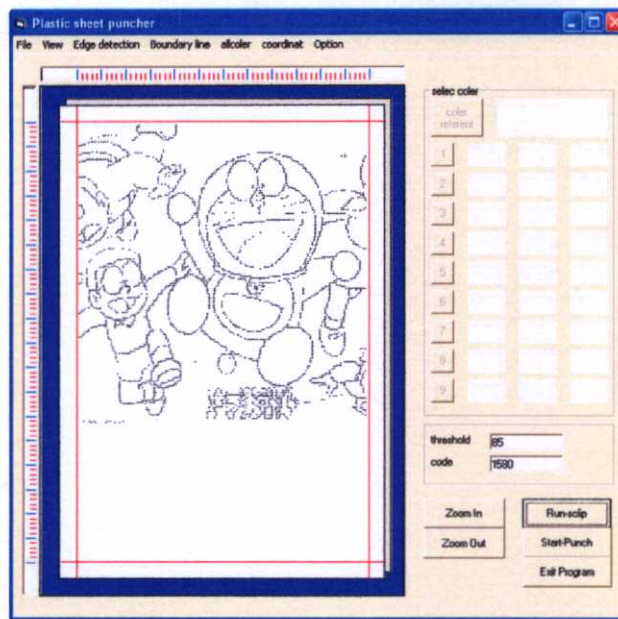 Plastic sheet puncher
File View Edge detection Boundary line allcoler coordinat Option
selec coler
coler referent
1
2
3
4
5
6
7
8
9
threshold 85
code 1580
Zoom In Run-sclip
Zoom Out Start-Punch
Exit Program